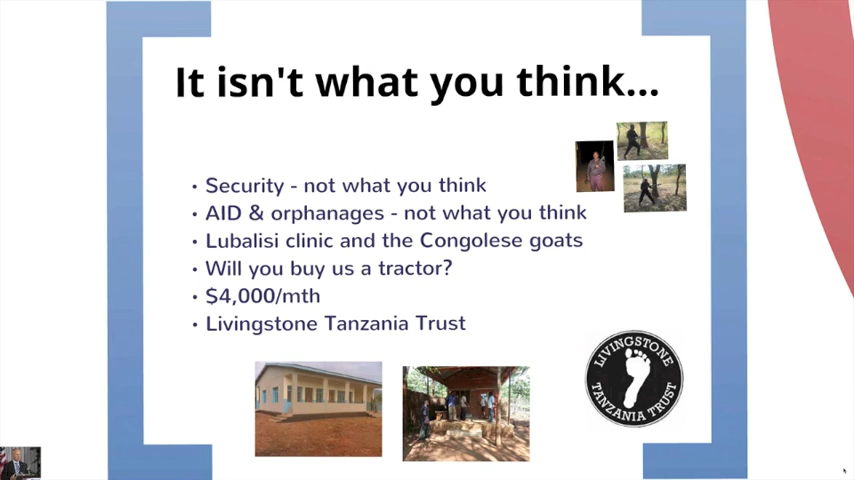 It isn't what you think...
• Security - not what you think
• AID & orphanages - not what you think
• Lubalisi clinic and the Congolese goats
• Will you buy us a tractor?
• $4,000/mth
• Livingstone Tanzania Trust
LIVINGSTONE
TANZANIA TRUST